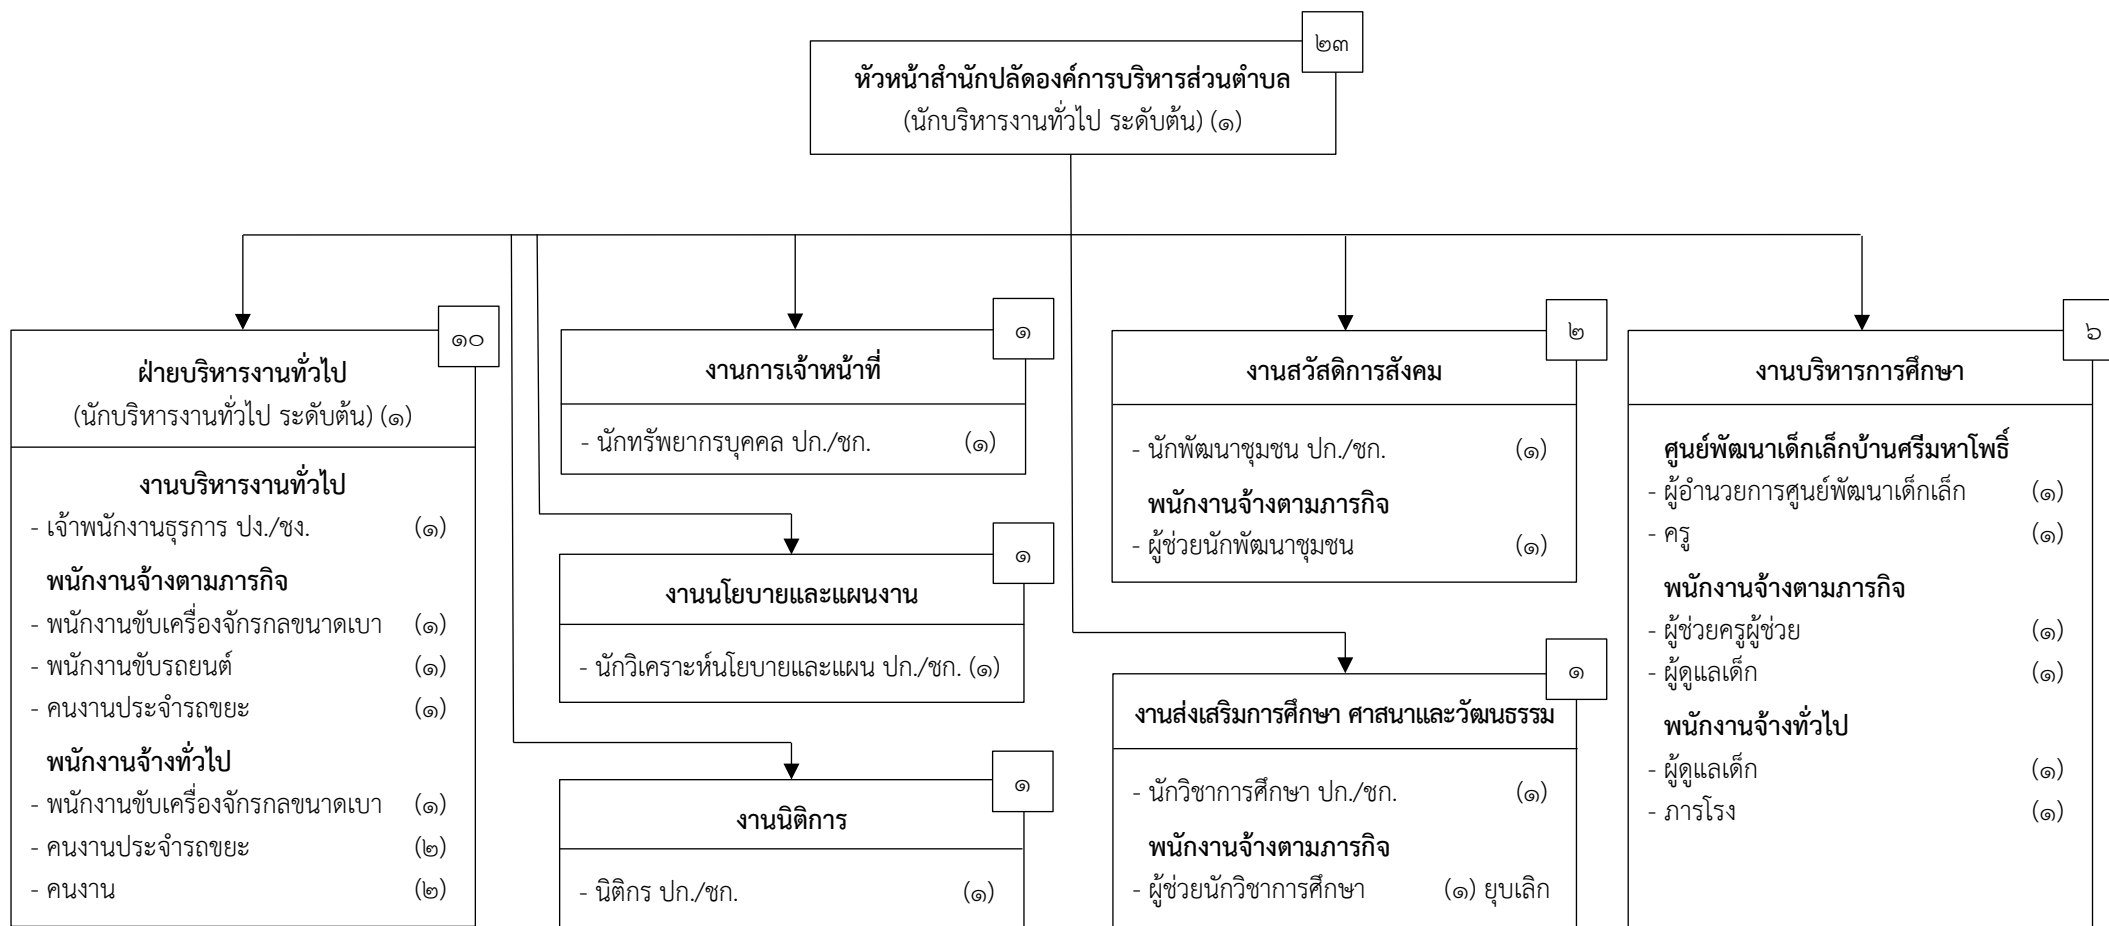 ๒๓
หัวหน้าสำนักปลัดองค์การบริหารส่วนตำบล
(นักบริหารงานทั่วไป ระดับต้น) (๑)
๑๐
ฝ่ายบริหารงานทั่วไป
(นักบริหารงานทั่วไป ระดับต้น) (๑)
งานบริหารงานทั่วไป
- เจ้าพนักงานธุรการ ปง./ชง. (๑)
พนักงานจ้างตามภารกิจ
- พนักงานขับเครื่องจักรกลขนาดเบา (๑)
- พนักงานขับรถยนต์ (๑)
- คนงานประจำรถขยะ (๑)
พนักงานจ้างทั่วไป
- พนักงานขับเครื่องจักรกลขนาดเบา (๑)
- คนงานประจำรถขยะ (๒)
- คนงาน (๒)
๑
งานการเจ้าหน้าที่
- นักทรัพยากรบุคคล ปก./ชก. (๑)
๑
งานนโยบายและแผนงาน
- นักวิเคราะห์นโยบายและแผน ปก./ชก. (๑)
๑
งานนิติการ
- นิติกร ปก./ชก. (๑)
๒
งานสวัสดิการสังคม
- นักพัฒนาชุมชน ปก./ชก. (๑)
พนักงานจ้างตามภารกิจ
- ผู้ช่วยนักพัฒนาชุมชน (๑)
๑
งานส่งเสริมการศึกษา ศาสนาและวัฒนธรรม
- นักวิชาการศึกษา ปก./ชก. (๑)
พนักงานจ้างตามภารกิจ
- ผู้ช่วยนักวิชาการศึกษา (๑) ยุบเลิก
๖
งานบริหารการศึกษา
ศูนย์พัฒนาเด็กเล็กบ้านศรีมหาโพธิ์
- ผู้อำนวยการศูนย์พัฒนาเด็กเล็ก (๑)
- ครู (๑)
พนักงานจ้างตามภารกิจ
- ผู้ช่วยครูผู้ช่วย (๑)
- ผู้ดูแลเด็ก (๑)
พนักงานจ้างทั่วไป
- ผู้ดูแลเด็ก (๑)
- ภารโรง (๑)